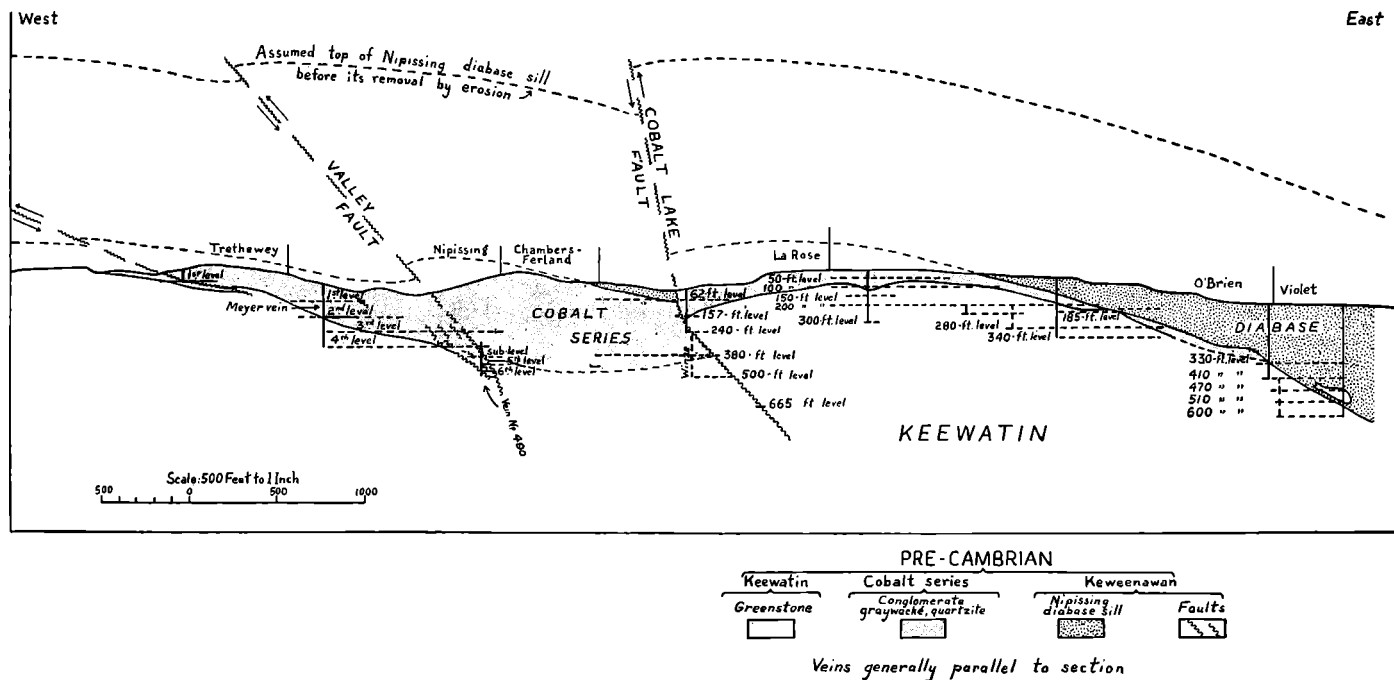 West
East
Assumed top of Nipissing diabase sill
before its removal by erosion
VALLEY
FAULT
COBALT LAKE
FAULT
Trethewey
Nipissing
Chambers-
Ferland
La Rose
O'Brien
Violet
1st level
Meyer vein
1st level
2nd level
3rd level
4th level
sub-level
5th level
6th level
Vein No 490
COBALT
SERIES
62 ft. level
157-ft. level
240-ft. level
380-ft level
500-ft level
665 ft level
50-ft. level
100 "
150-ft. level
200
300-ft. level
280-ft. level
340-ft. level
185-ft. level
DIABASE
330-ft. level
410 " "
470 " "
510 " "
600 " "
KEEWATIN
Scale: 500 Feet to 1 Inch
500 0 500 1000
PRE-CAMBRIAN
Keewatin Cobalt series Keweenawan
Greenstone
Conglomerate
graywacké, quartzite
Nipissing
diabase sill
Faults
Veins generally parallel to section